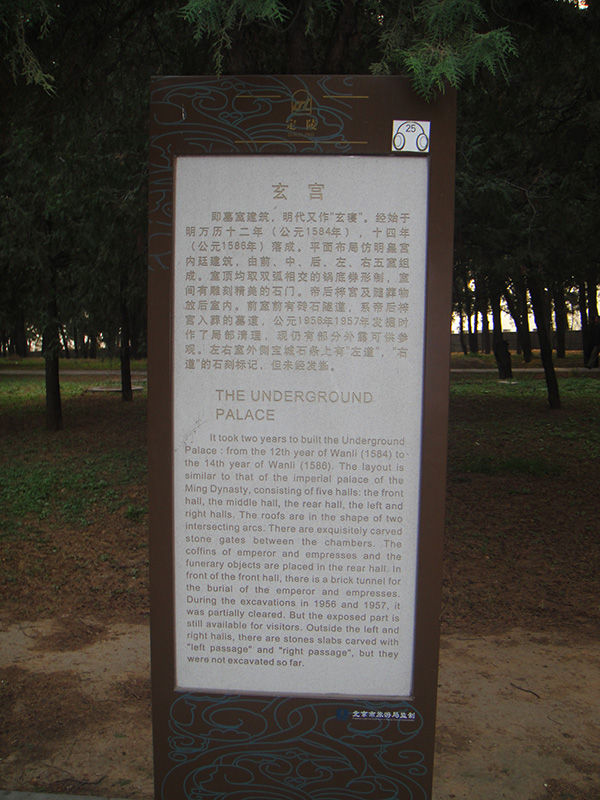 定陵
25
玄宫
即墓室建筑，明代又作“玄寝”。经始于
明万历十二年（公元1584年），十四年
（公元1586年）落成。平面布局仿明皇宫
内廷建筑，由前、中、后、左、右五室组
成。室顶均取双弧相交的锅底券形制，室
间有雕刻精美的石门。帝后梓宫及随葬物
放后室内。前室前有砖石隧道，系帝后梓
宫入葬的墓道，公元1956年1957年发掘时
作了局部清理，现仍有部分外露可供参
观。左右室外侧宝城石条上有“左道”，“右
道”的石刻标记，但未经发掘。
THE UNDERGROUND
PALACE
It took two years to built the Underground
Palace : from the 12th year of Wanli (1584) to
the 14th year of Wanli (1586). The layout is
similar to that of the imperial palace of the
Ming Dynasty, consisting of five halls: the front
hall, the middle hall, the rear hall, the left and
right halls. The roofs are in the shape of two
intersecting arcs. There are exquisitely carved
stone gates between the chambers. The
coffins of emperor and empresses and the
funerary objects are placed in the rear hall. In
front of the front hall, there is a brick tunnel for
the burial of the emperor and empresses.
During the excavations in 1956 and 1957, it
was partially cleared. But the exposed part is
still available for visitors. Outside the left and
right halls, there are stones slabs carved with
"left passage" and "right passage", but they
were not excavated so far.
北京市旅游局监制